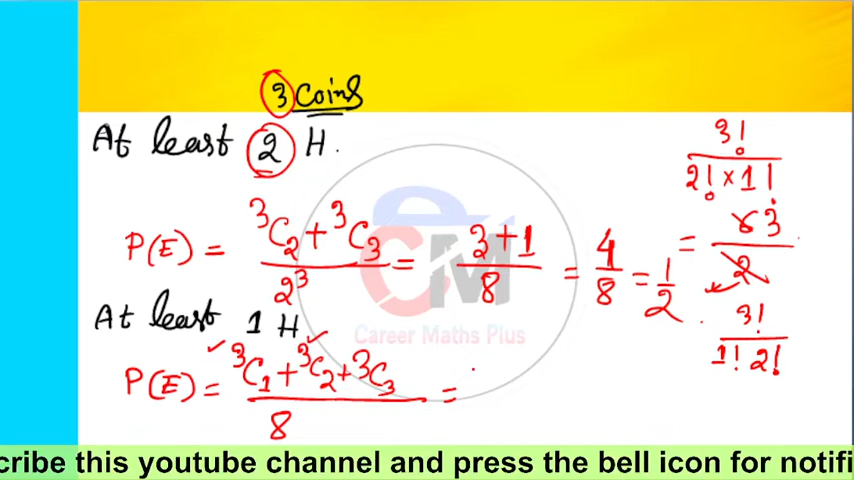 3 Coins
At least 2 H.
P(E) = (³C₂ + ³C₃) / 2³ = (3+1) / 8 = 4/8 = 1/2
3! / (2! × 1!)
= 6 3 / 2
3! / (1! 2!)
At least 1 H
P(E) = (³C₁ + ³C₂ + ³C₃) / 8 =
eCM
Career Maths Plus
cribe this youtube channel and press the bell icon for notifi